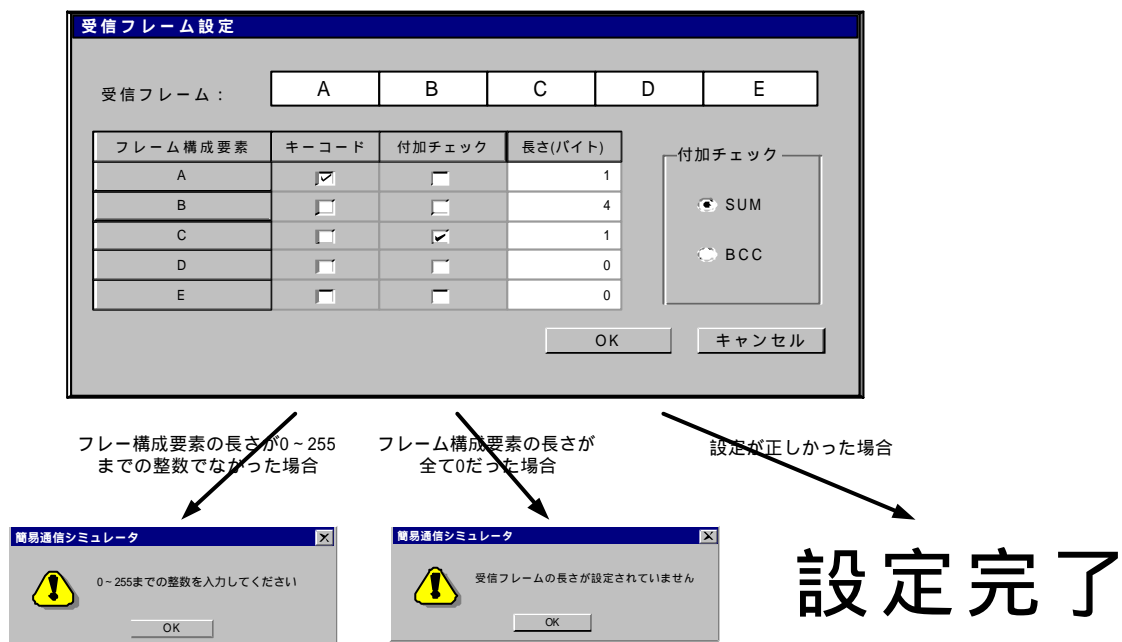 受信フレーム設定
受信フレーム： A B C D E
フレーム構成要素 キーコード 付加チェック 長さ(バイト)
A 1
B 4
C 1
D 0
E 0
付加チェック
SUM
BCC
OK キャンセル
フレー構成要素の長さが0~255
までの整数でなかった場合
フレーム構成要素の長さが
全て0だった場合
設定が正しかった場合
簡易通信シミュレータ
0~255までの整数を入力してください
OK
簡易通信シミュレータ
受信フレームの長さが設定されていません
OK
設定完了